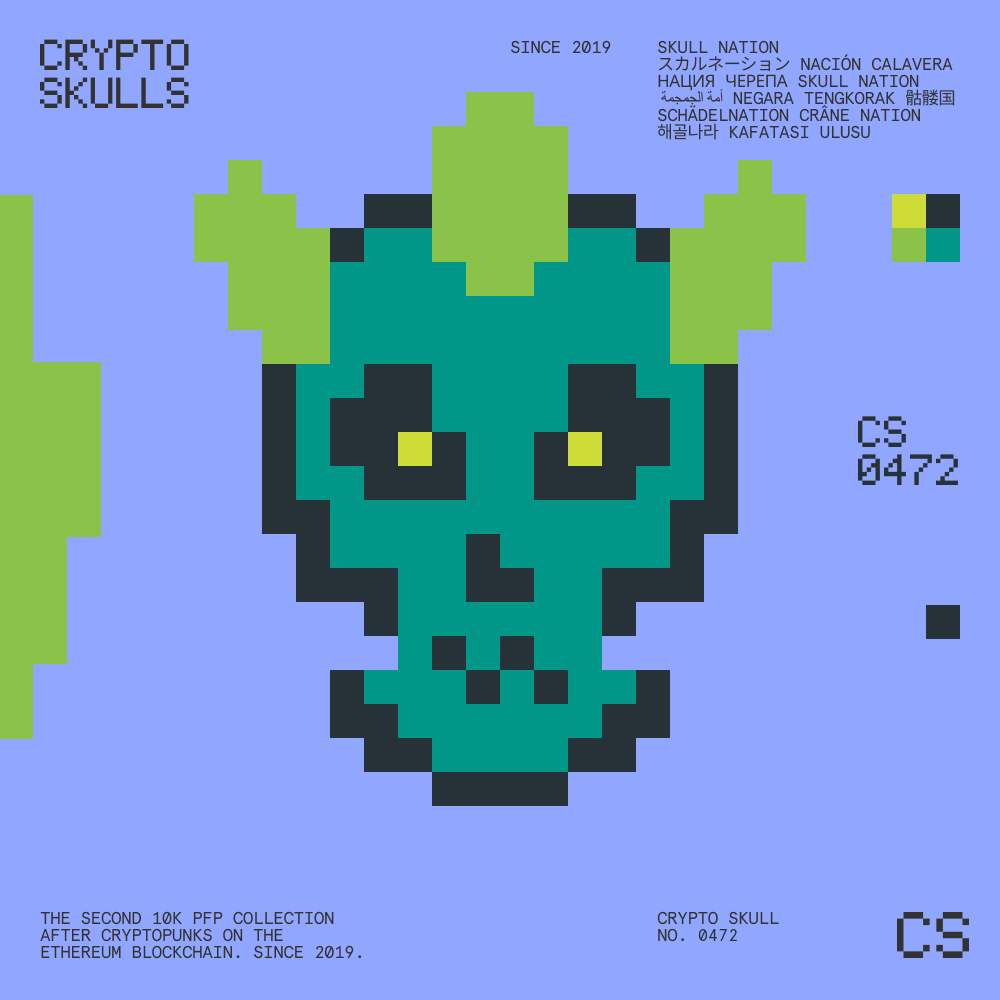 CRYPTO
SKULLS
SINCE 2019
SKULL NATION
スカルネーション NACIÓN CALAVERA
НАЦИЯ ЧЕРЕПА SKULL NATION
أمة الجمجمة NEGARA TENGKORAK 骷髅国
SCHÄDELNATION CRÂNE NATION
해골나라 KAFATASI ULUSU
CS
0472
THE SECOND 10K PFP COLLECTION
AFTER CRYPTOPUNKS ON THE
ETHEREUM BLOCKCHAIN. SINCE 2019.
CRYPTO SKULL
NO. 0472
CS